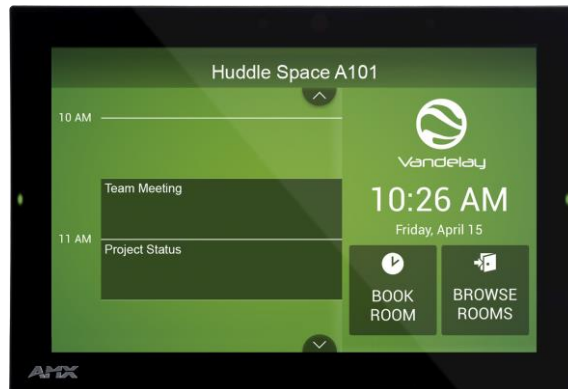 Huddle Space A101
10 AM
Team Meeting
11 AM
Project Status
Vandelay
10:26 AM
Friday, April 15
BOOK
ROOM
BROWSE
ROOMS
AMX